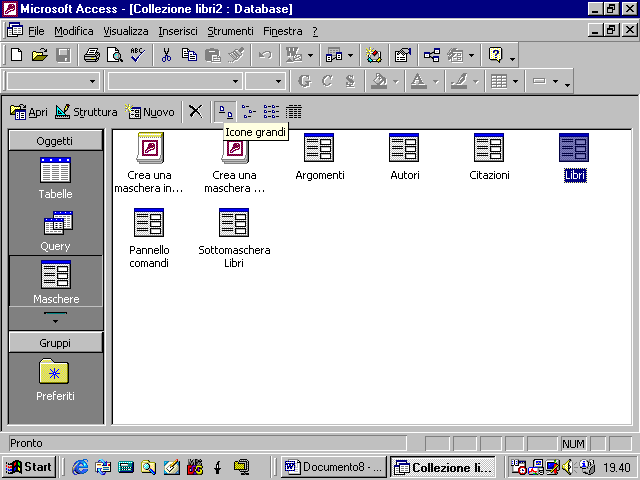 Microsoft Access - [Collezione libri2 : Database]
File Modifica Visualizza Inserisci Strumenti Finestra ?
G C S
Apri Struttura Nuovo
Icone grandi
Oggetti
Tabelle
Query
Maschere
Gruppi
Preferiti
Crea una
maschera in...
Crea una
maschera ...
Argomenti
Autori
Citazioni
Libri
Pannello
comandi
Sottomaschera
Libri
Pronto
NUM
Start
Documento8 - ...
Collezione li...
19.40